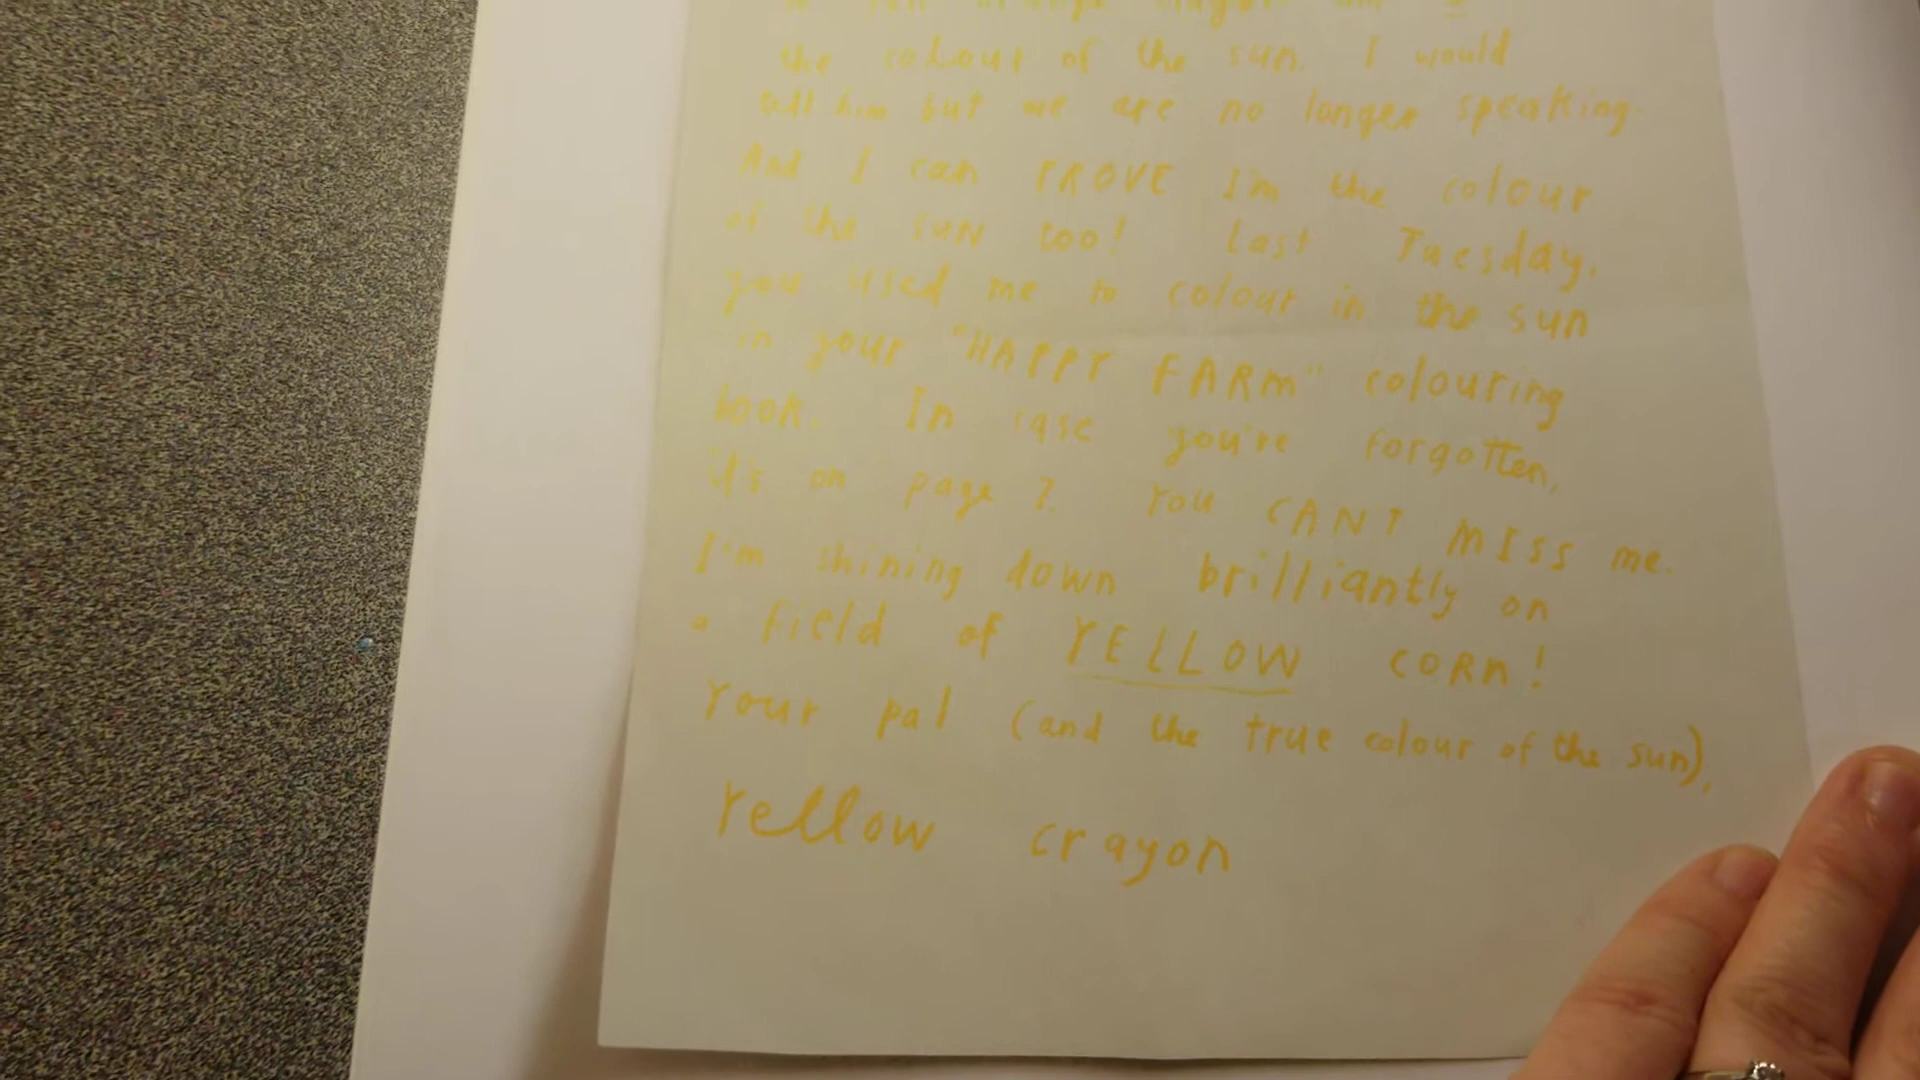 the colour of the sun. I would
tell him but we are no longer speaking.
And I can PROVE I'm the colour
of the sun too! Last Tuesday,
you used me to colour in the sun
in your "HAPPY FARM" colouring
book. In case you've forgotten,
it's on page 7. You CAN'T MISS me.
I'm shining down brilliantly on
a field of YELLOW CORN!
Your pal (and the true colour of the sun),
Yellow crayon